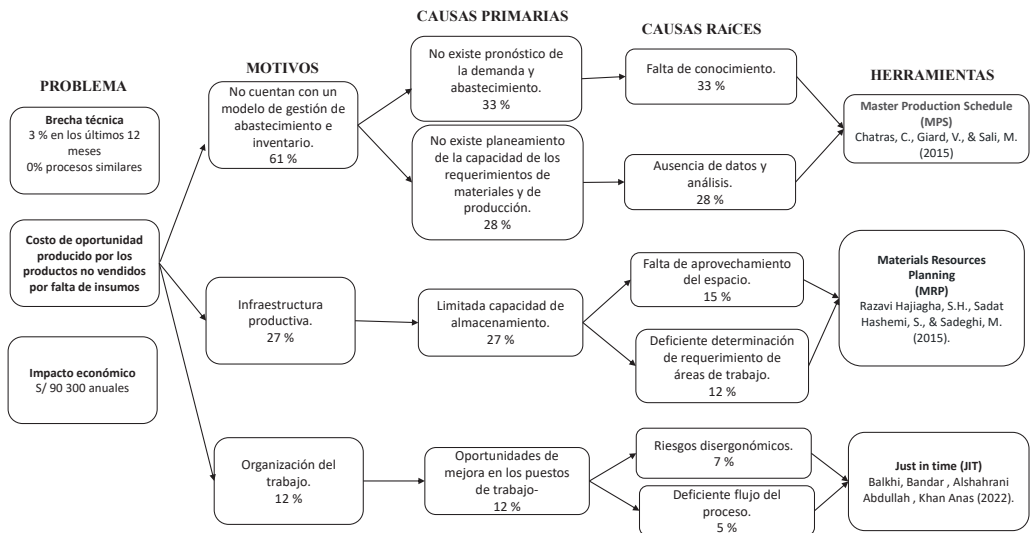 PROBLEMA
Brecha técnica
3 % en los últimos 12
meses
0% procesos similares
Costo de oportunidad
producido por los
productos no vendidos
por falta de insumos
Impacto económico
S/ 90 300 anuales
MOTIVOS
No cuentan con un
modelo de gestión de
abastecimiento e
inventario.
61 %
Infraestructura
productiva.
27 %
Organización del
trabajo.
12 %
CAUSAS PRIMARIAS
No existe pronóstico de
la demanda y
abastecimiento.
33 %
No existe planeamiento
de la capacidad de los
requerimientos de
materiales y de
producción.
28 %
Limitada capacidad de
almacenamiento.
27 %
Oportunidades de
mejora en los puestos
de trabajo-
12 %
CAUSAS RAíCES
Falta de conocimiento.
33 %
Ausencia de datos y
análisis.
28 %
Falta de aprovechamiento
del espacio.
15 %
Deficiente determinación
de requerimiento de
áreas de trabajo.
12 %
Riesgos disergonómicos.
7 %
Deficiente flujo del
proceso.
5 %
HERRAMIENTAS
Master Production Schedule
(MPS)
Chatras, C., Giard, V., & Sali, M.
(2015)
Materials Resources
Planning
(MRP)
Razavi Hajiagha, S.H., Sadat
Hashemi, S., & Sadeghi, M.
(2015).
Just in time (JIT)
Balkhi, Bandar , Alshahrani
Abdullah , Khan Anas (2022).